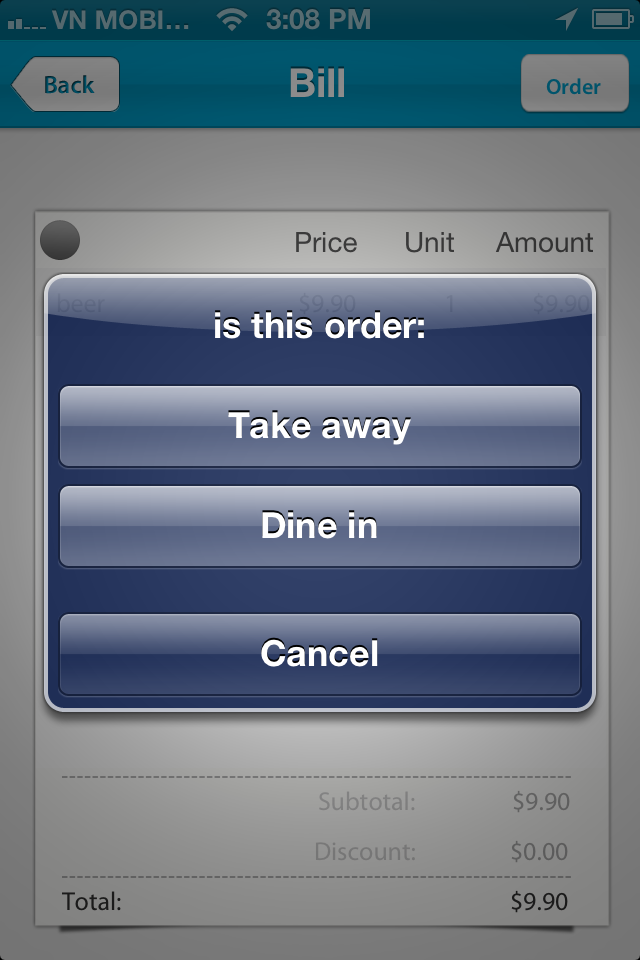 VN MOBI... 3:08 PM
Back Bill Order
Price Unit Amount
beer $9.90 1 $9.90
is this order:
Take away
Dine in
Cancel
Subtotal: $9.90
Discount: $0.00
Total: $9.90